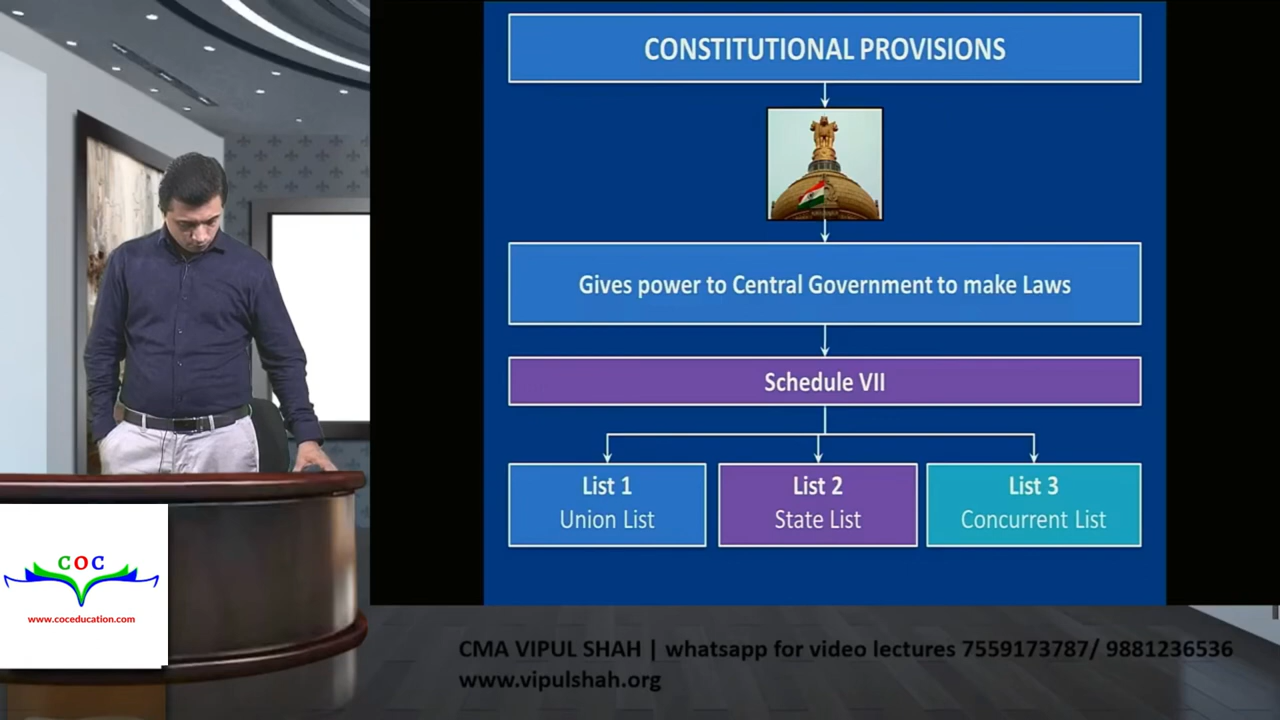 CONSTITUTIONAL PROVISIONS
Gives power to Central Government to make Laws
Schedule VII
List 1
Union List
List 2
State List
List 3
Concurrent List
COC
www.coceducation.com
CMA VIPUL SHAH | whatsapp for video lectures 7559173787/ 9881236536
www.vipulshah.org